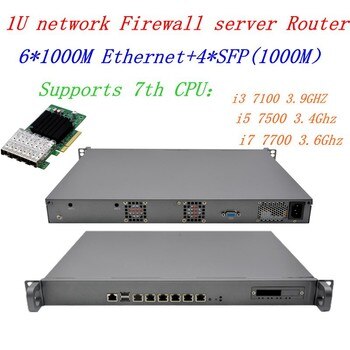 1U network Firewall server Router
6*1000M Ethernet+4*SFP(1000M）
Supports 7th CPU：
i3 7100 3.9GHZ
i5 7500 3.4Ghz
i7 7700 3.6Ghz